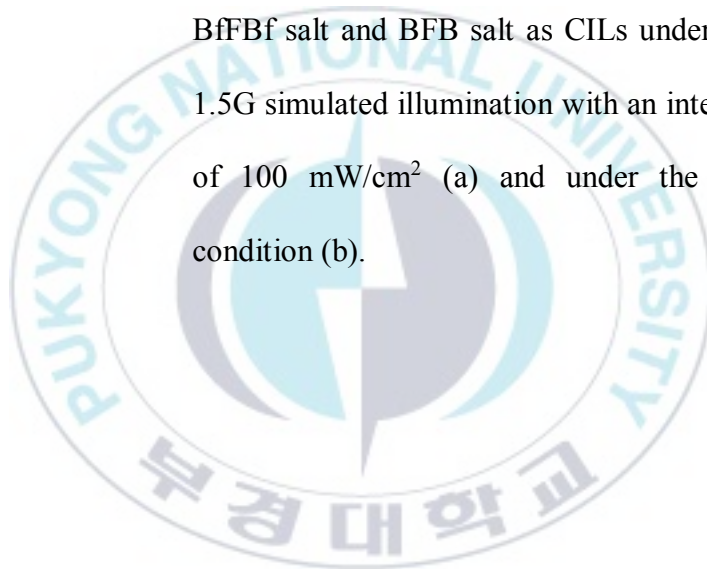 BfFBf salt and BFB salt as CILs under
1.5G simulated illumination with an inte
of 100 mW/cm² (a) and under the
condition (b).
PUKYONG NATIONAL UNIVERSITY
부경대학교